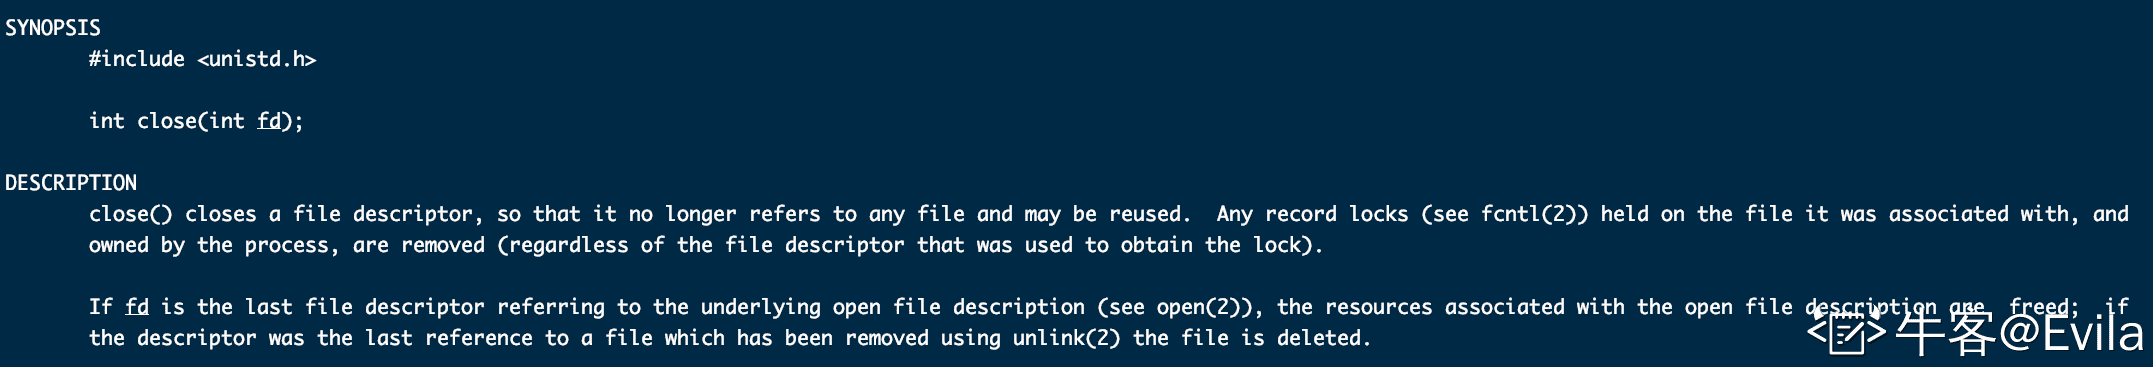 SYNOPSIS
#include <unistd.h>
int close(int fd);
DESCRIPTION
close() closes a file descriptor, so that it no longer refers to any file and may be reused.  Any record locks (see fcntl(2)) held on the file it was associated with, and
owned by the process, are removed (regardless of the file descriptor that was used to obtain the lock).
If fd is the last file descriptor referring to the underlying open file description (see open(2)), the resources associated with the open file description are  freed;  if
the descriptor was the last reference to a file which has been removed using unlink(2) the file is deleted.
牛客@Evila